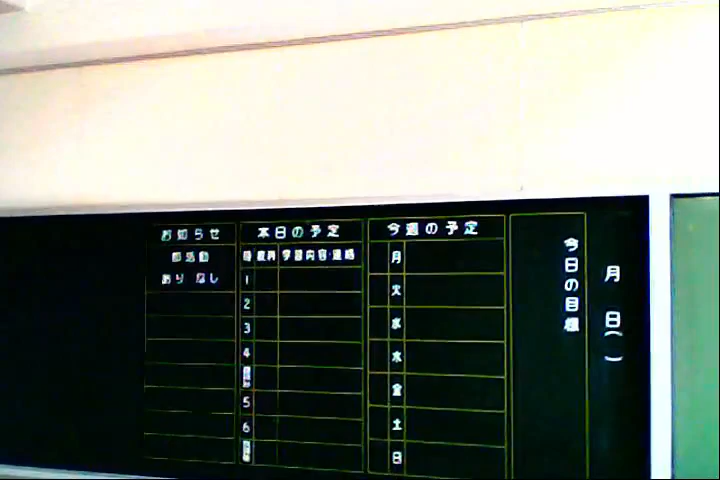 月 日( )
今日の目標
今週の予定
月
火
水
木
金
土
日
本日の予定
教科 学習内容・連絡
1
2
3
4
5
6
お知らせ
部活動
あり なし